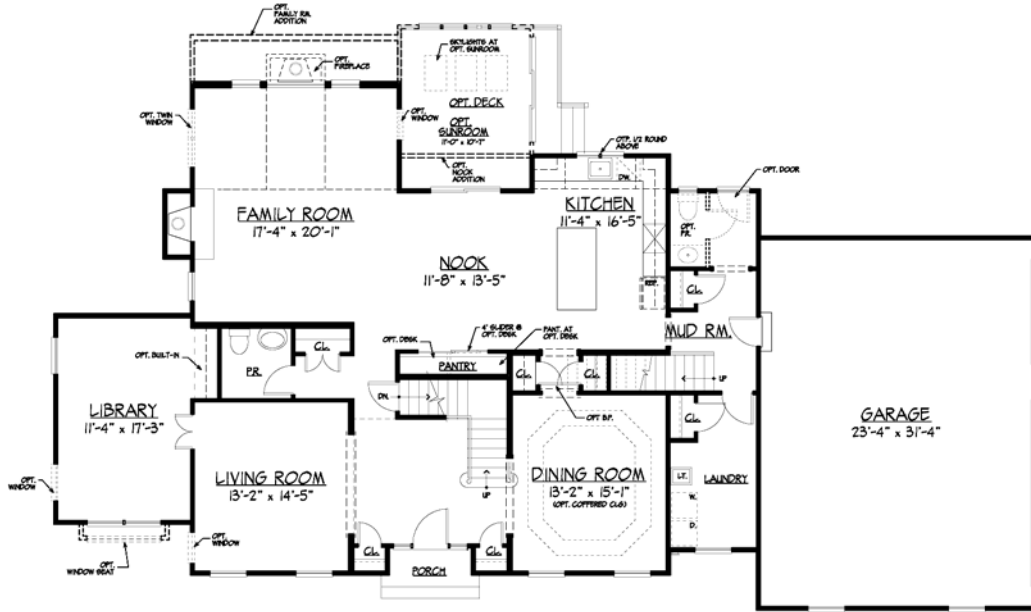 OPT.
FAMILY RM.
ADDITION
SKYLIGHTS AT
OPT. SUNROOM
OPT.
FIREPLACE
OPT. TWIN
WINDOW
OPT.
WINDOW
OPT. DECK
OPT.
SUNROOM
11'-0" x 10'-7"
OPT.
NOOK
ADDITION
OTP. 1/2 ROUND
ABOVE
DW.
OPT. DOOR
FAMILY ROOM
17'-4" x 20'-1"
KITCHEN
11'-4" x 16'-5"
OPT.
P.R.
NOOK
11'-8" x 13'-5"
REF.
CL.
MUD RM.
OPT. BUILT-IN
P.R.
CL.
OPT. DESK
4' SLIDER @
OPT. DESK
PANT. AT
OPT. DESK
PANTRY
CL.
CL.
UP
DN.
OPT B.P.
CL.
LIBRARY
11'-4" x 17'-3"
GARAGE
23'-4" x 31'-4"
LIVING ROOM
13'-2" x 14'-5"
UP
DINING ROOM
13'-2" x 15'-1"
(OPT. COFFERED CLG)
LT.
LAUNDRY
W.
D.
OPT.
WINDOW
OPT.
WINDOW
OPT.
WINDOW SEAT
CL.
PORCH
CL.